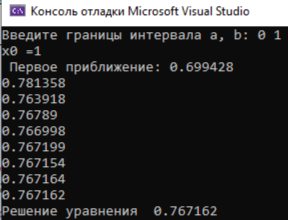 Консоль отладки Microsoft Visual Studio
Введите границы интервала a, b: 0 1
x0 =1
Первое приближение: 0.699428
0.781358
0.763918
0.76789
0.766998
0.767199
0.767154
0.767164
0.767162
Решение уравнения  0.767162